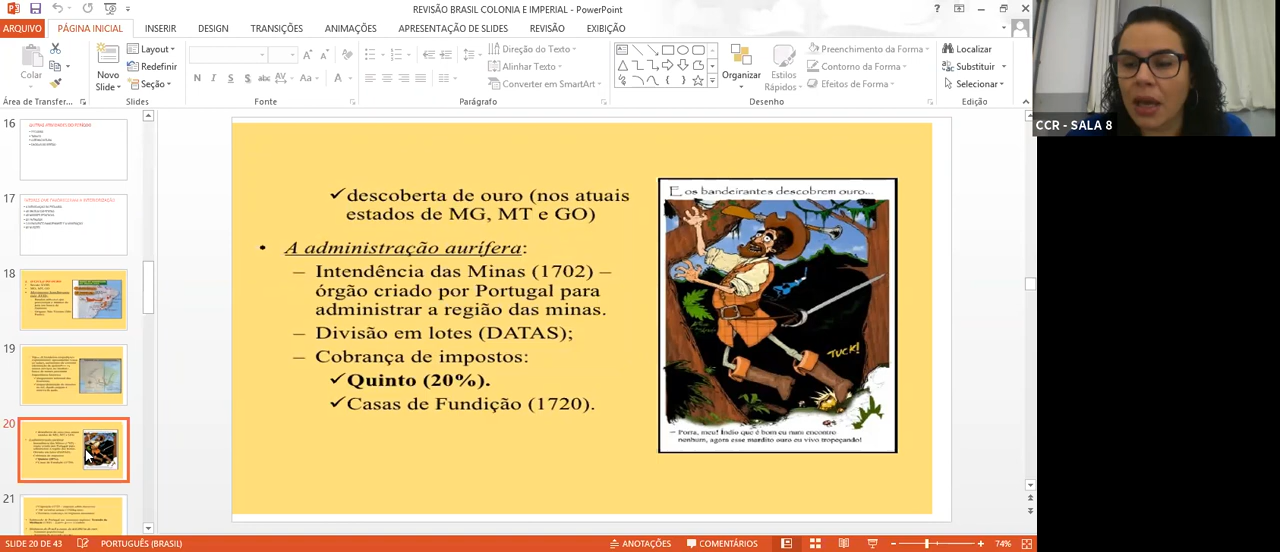 REVISÃO BRASIL COLONIA E IMPERIAL - PowerPoint
ARQUIVO PÁGINA INICIAL INSERIR DESIGN TRANSIÇÕES ANIMAÇÕES APRESENTAÇÃO DE SLIDES REVISÃO EXIBIÇÃO
Colar
Novo
Slide
Layout
Redefinir
Seção
N I S abc
Direção do Texto
Alinhar Texto
Converter em SmartArt
Organizar
Estilos
Rápidos
Preenchimento da Forma
Contorno da Forma
Efeitos de Forma
Localizar
Substituir
Selecionar
Área de Transfer... Slides Fonte Parágrafo Desenho Edição
CCR - SALA 8
16
17
18
19
20
21
descoberta de ouro (nos atuais
estados de MG, MT e GO)
• A administração aurífera:
– Intendência das Minas (1702) –
órgão criado por Portugal para
administrar a região das minas.
– Divisão em lotes (DATAS);
– Cobrança de impostos:
✓Quinto (20%).
✓Casas de Fundição (1720).
E os bandeirantes descobrem ouro...
TUCK!
– Porra, meu! Índio que é bom eu num encontro
nenhum, agora esse mardito ouro eu vivo tropeçando!
SLIDE 20 DE 43 PORTUGUÊS (BRASIL) ANOTAÇÕES COMENTÁRIOS 74%